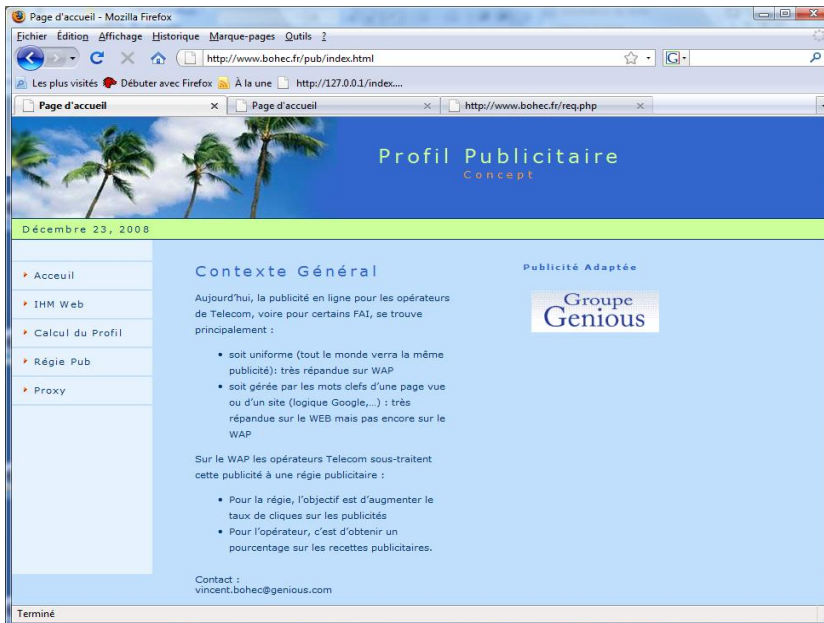 Page d'accueil - Mozilla Firefox
Fichier Édition Affichage Historique Marque-pages Outils ?
http://www.bohec.fr/pub/index.html
G
Les plus visités Débuter avec Firefox À la une http://127.0.0.1/index....
Page d'accueil Page d'accueil http://www.bohec.fr/req.php
Profil Publicitaire
Concept
Décembre 23, 2008
Acceuil
IHM Web
Calcul du Profil
Régie Pub
Proxy
Contexte Général
Aujourd'hui, la publicité en ligne pour les opérateurs
de Telecom, voire pour certains FAI, se trouve
principalement :
soit uniforme (tout le monde verra la même
publicité): très répandue sur WAP
soit gérée par les mots clefs d'une page vue
ou d'un site (logique Google,...) : très
répandue sur le WEB mais pas encore sur le
WAP
Sur le WAP les opérateurs Telecom sous-traitent
cette publicité à une régie publicitaire :
Pour la régie, l'objectif est d'augmenter le
taux de cliques sur les publicités
Pour l'opérateur, c'est d'obtenir un
pourcentage sur les recettes publicitaires.
Contact :
vincent.bohec@genious.com
Publicité Adaptée
Groupe
Genious
Terminé